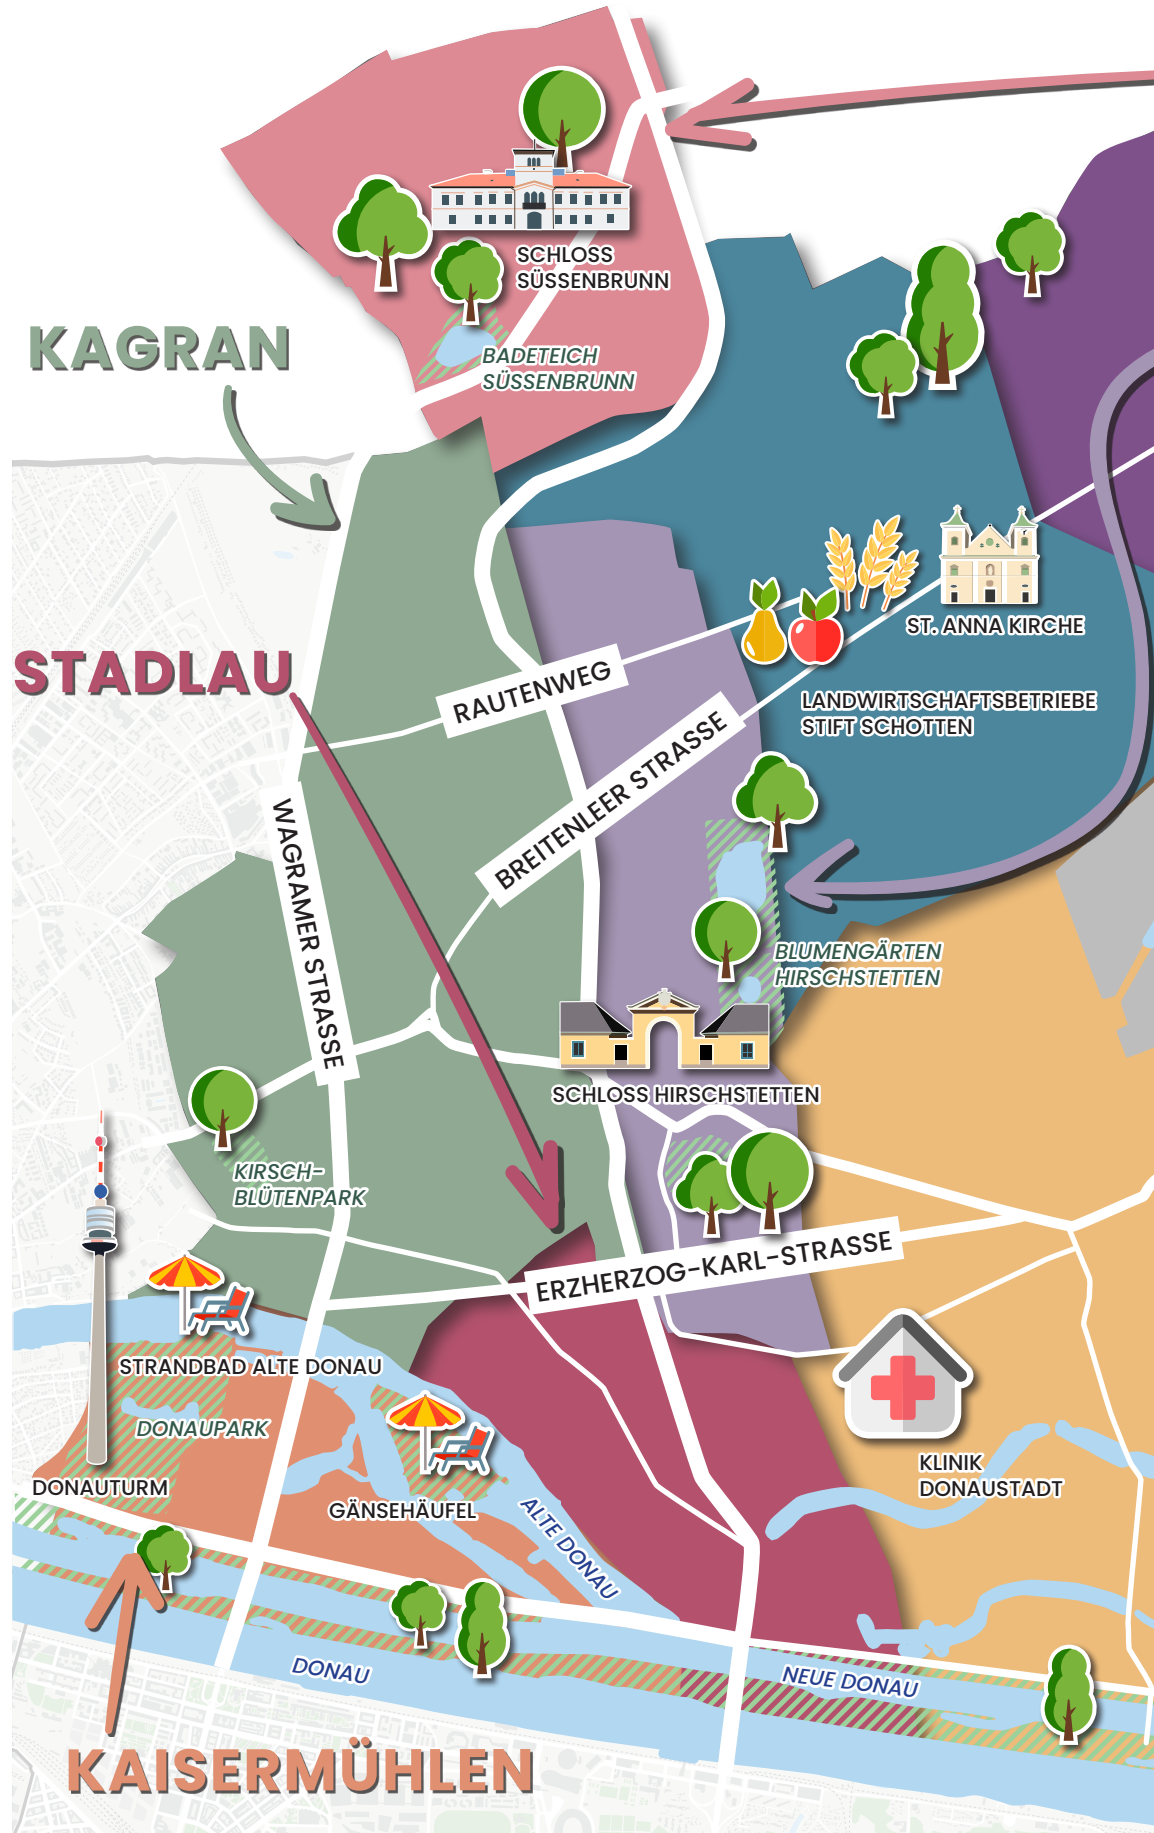 SCHLOSS
SÜSSENBRUNN
KAGRAN
BADETEICH
SÜSSENBRUNN
ST. ANNA KIRCHE
STADLAU
RAUTENWEG
LANDWIRTSCHAFTSBETRIEBE
STIFT SCHOTTEN
BREITENLEER STRASSE
WAGRAMER STRASSE
BLUMENGÄRTEN
HIRSCHSTETTEN
SCHLOSS HIRSCHSTETTEN
KIRSCH-
BLÜTENPARK
ERZHERZOG-KARL-STRASSE
STRANDBAD ALTE DONAU
DONAUPARK
DONAUTURM
GÄNSEHÄUFEL
KLINIK
DONAUSTADT
ALTE DONAU
DONAU
NEUE DONAU
KAISERMÜHLEN